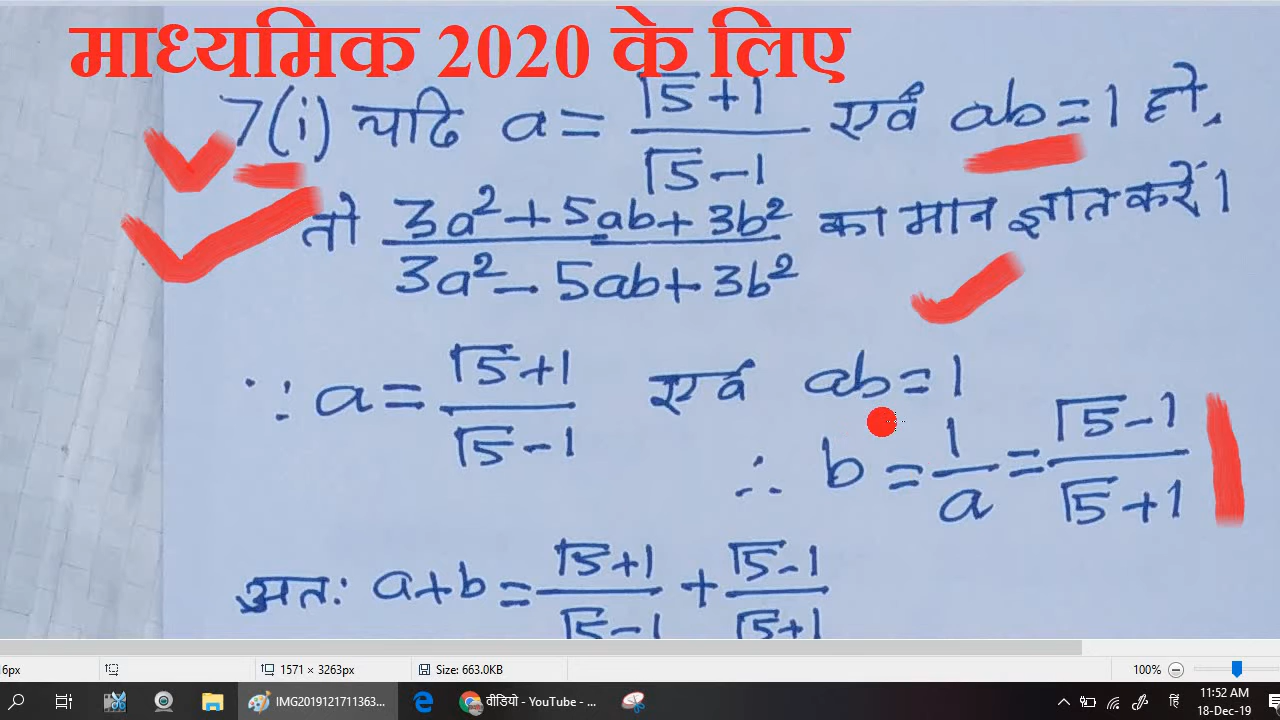 माध्यमिक 2020 के लिए
7(i) यदि a = √5+1/√5-1 एवं ab=1 हो,
तो 3a²+5ab+3b²/3a²-5ab+3b² का मान ज्ञात करें।
∵ a = √5+1/√5-1 एवं ab=1
∴ b = 1/a = √5-1/√5+1
अतः a+b = √5+1/√5-1 + √5-1/√5+1
6px
1571 × 3263px
Size: 663.0KB
100%
IMG2019121711363...
वीडियो - YouTube - ...
हि
11:52 AM
18-Dec-19